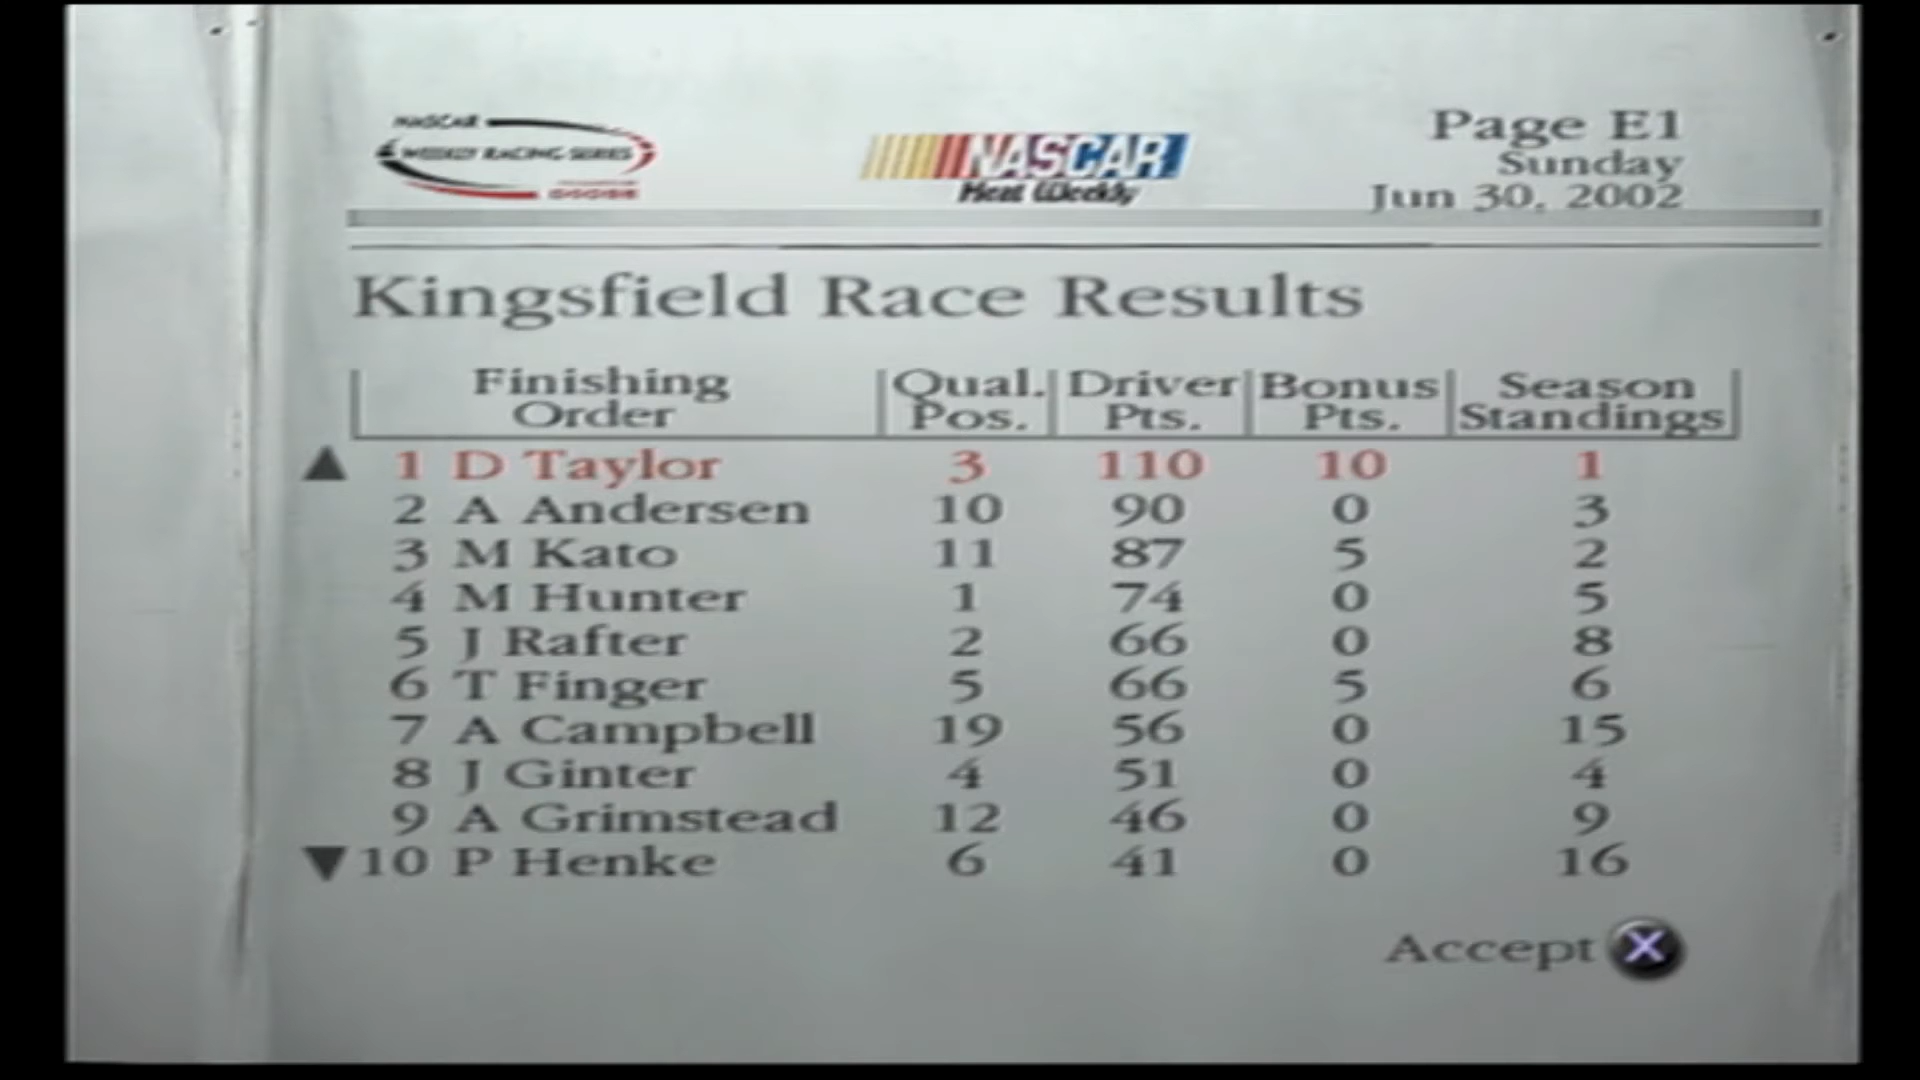 NASCAR
WEEKLY RACING SERIES
NASCAR
Heat Weekly
Page E1
Sunday
Jun 30, 2002
Kingsfield Race Results
Finishing Order Qual. Pos. Driver Pts. Bonus Pts. Season Standings
1 D Taylor 3 110 10 1
2 A Andersen 10 90 0 3
3 M Kato 11 87 5 2
4 M Hunter 1 74 0 5
5 J Rafter 2 66 0 8
6 T Finger 5 66 5 6
7 A Campbell 19 56 0 15
8 J Ginter 4 51 0 4
9 A Grimstead 12 46 0 9
10 P Henke 6 41 0 16
Accept X